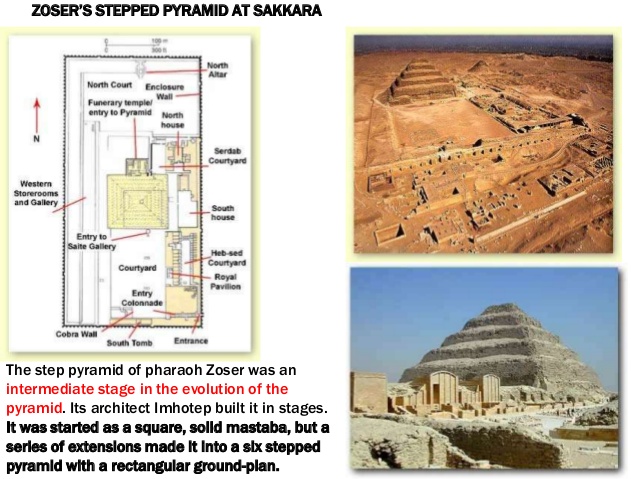 ZOSER'S STEPPED PYRAMID AT SAKKARA
0 100 m
0 300 ft
North
Altar
North Court
Enclosure
Wall
Funerary temple/
entry to Pyramid
North
house
N
Serdab
Courtyard
Western
Storerooms
and Gallery
South
house
Entry to
Saite Gallery
Heb-sed
Courtyard
Courtyard
Royal
Pavilion
Entry
Colonnade
Cobra Wall
South Tomb
Entrance
The step pyramid of pharaoh Zoser was an
intermediate stage in the evolution of the
pyramid. Its architect Imhotep built it in stages.
It was started as a square, solid mastaba, but a
series of extensions made it into a six stepped
pyramid with a rectangular ground-plan.